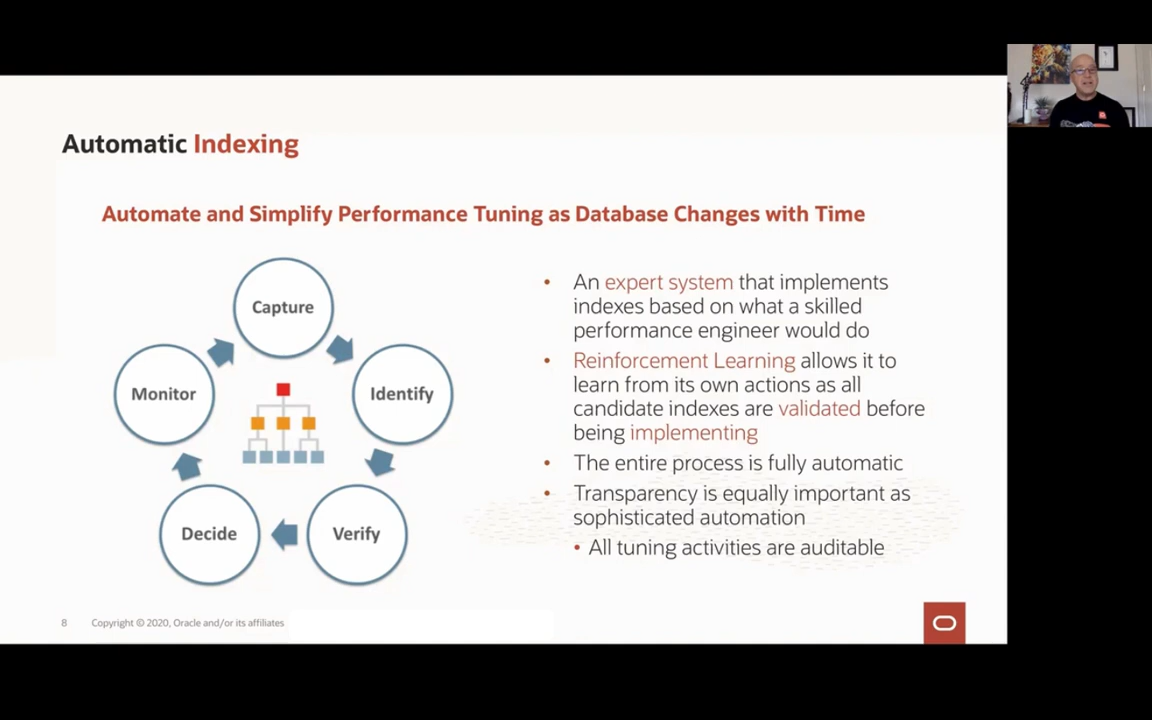 Automatic Indexing
Automate and Simplify Performance Tuning as Database Changes with Time
Capture
Identify
Verify
Decide
Monitor
• An expert system that implements
indexes based on what a skilled
performance engineer would do
• Reinforcement Learning allows it to
learn from its own actions as all
candidate indexes are validated before
being implementing
• The entire process is fully automatic
• Transparency is equally important as
sophisticated automation
• All tuning activities are auditable
8 Copyright © 2020, Oracle and/or its affiliates